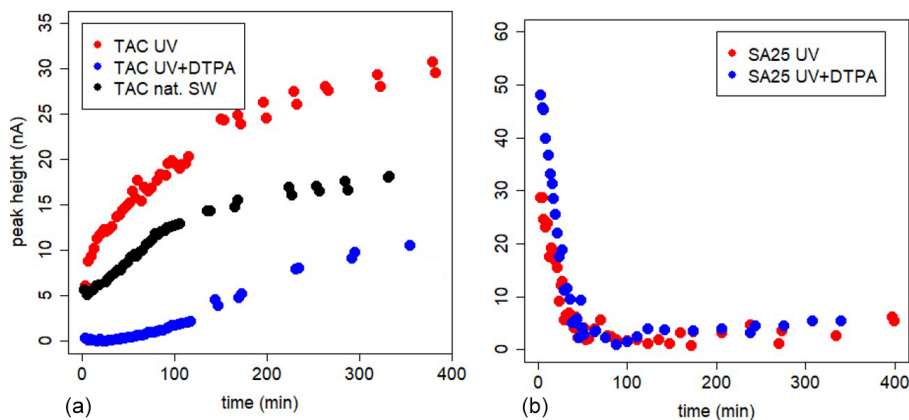 35
30
25
20
15
10
5
0
peak height (nA)
TAC UV
TAC UV+DTPA
TAC nat. SW
0 100 200 300 400
time (min)
(a)
60
50
40
30
20
10
0
SA25 UV
SA25 UV+DTPA
0 100 200 300 400
time (min)
(b)